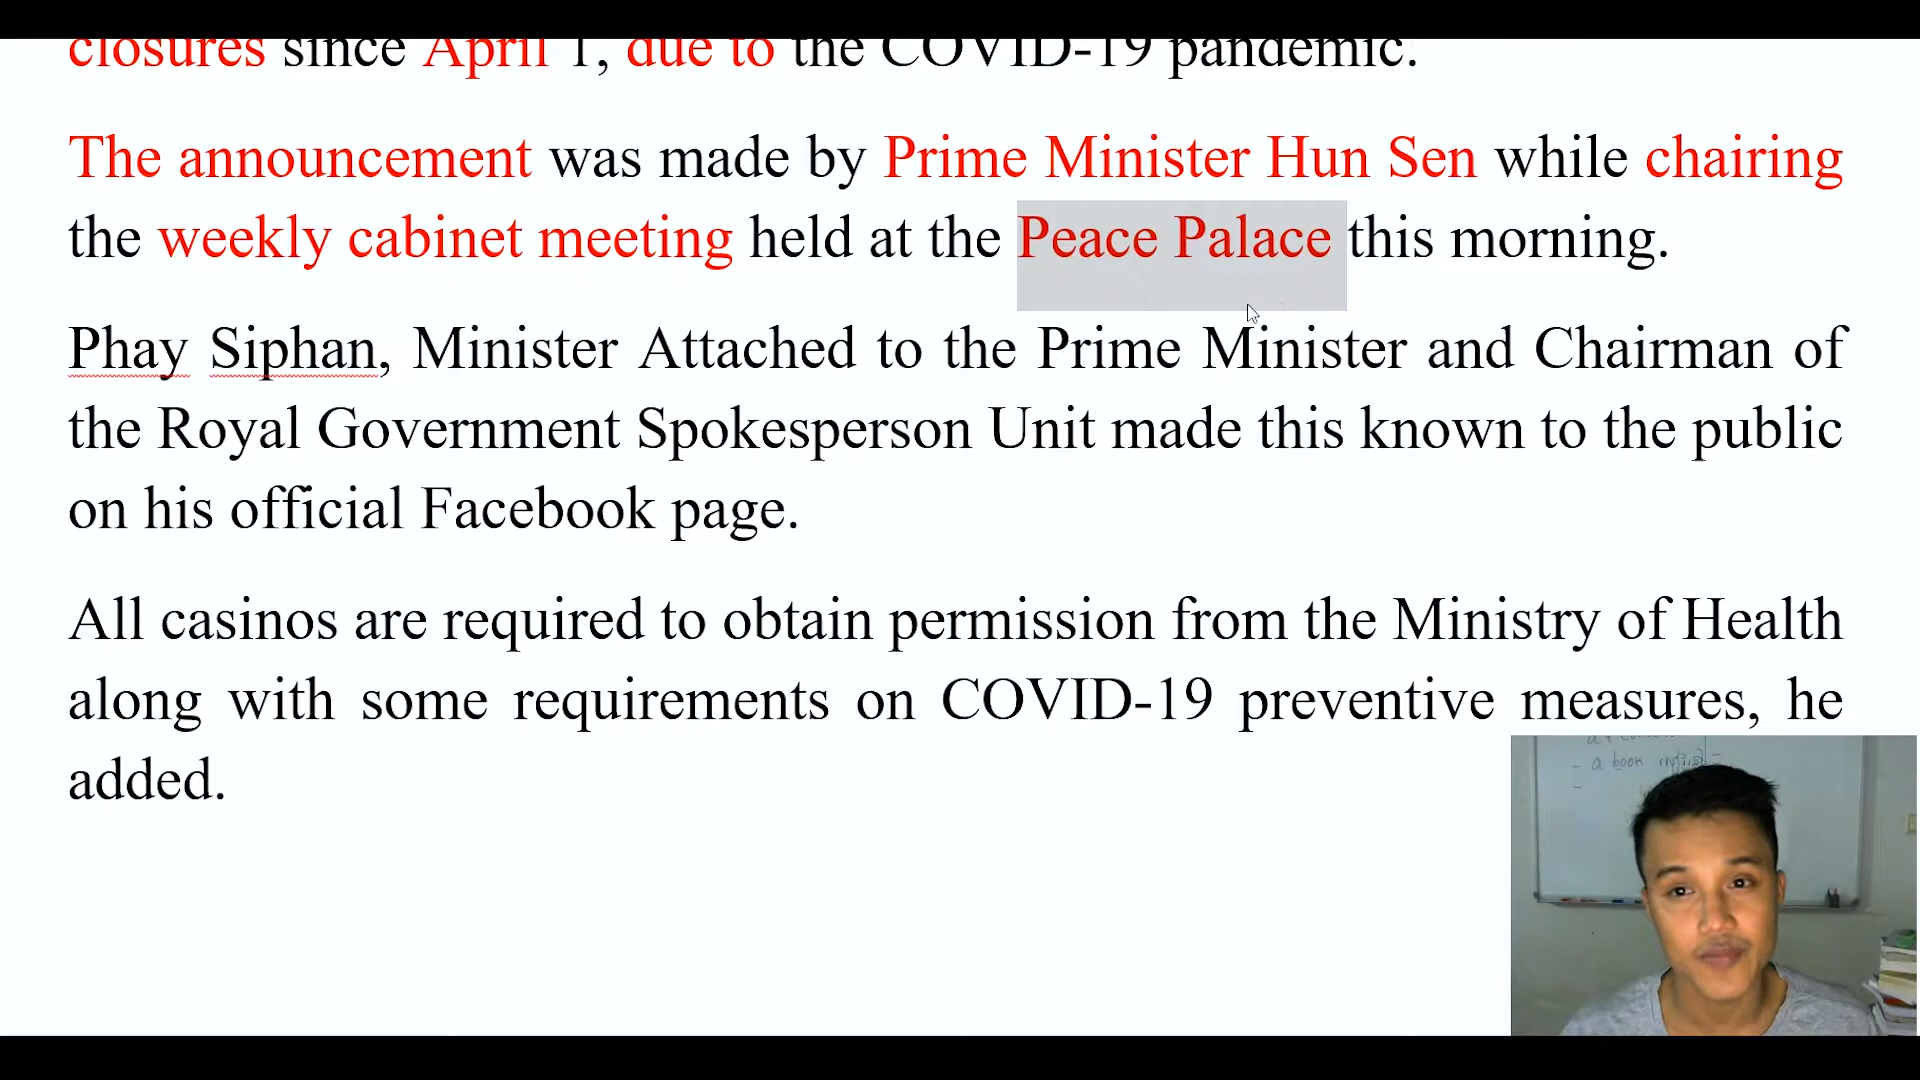 closures since April 1, due to the COVID-19 pandemic.
The announcement was made by Prime Minister Hun Sen while chairing
the weekly cabinet meeting held at the Peace Palace this morning.
Phay Siphan, Minister Attached to the Prime Minister and Chairman of
the Royal Government Spokesperson Unit made this known to the public
on his official Facebook page.
All casinos are required to obtain permission from the Ministry of Health
along with some requirements on COVID-19 preventive measures, he
added.
- a book